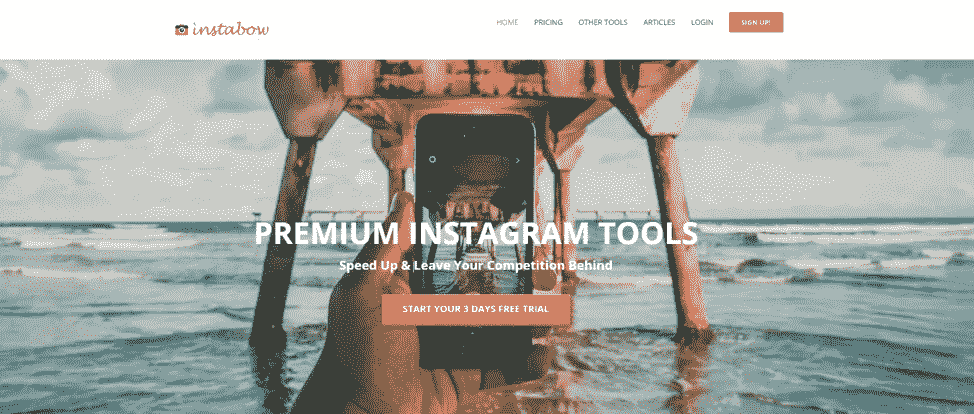 instabow
HOME PRICING OTHER TOOLS ARTICLES LOGIN SIGN UP!
PREMIUM INSTAGRAM TOOLS
Speed Up & Leave Your Competition Behind
START YOUR 3 DAYS FREE TRIAL